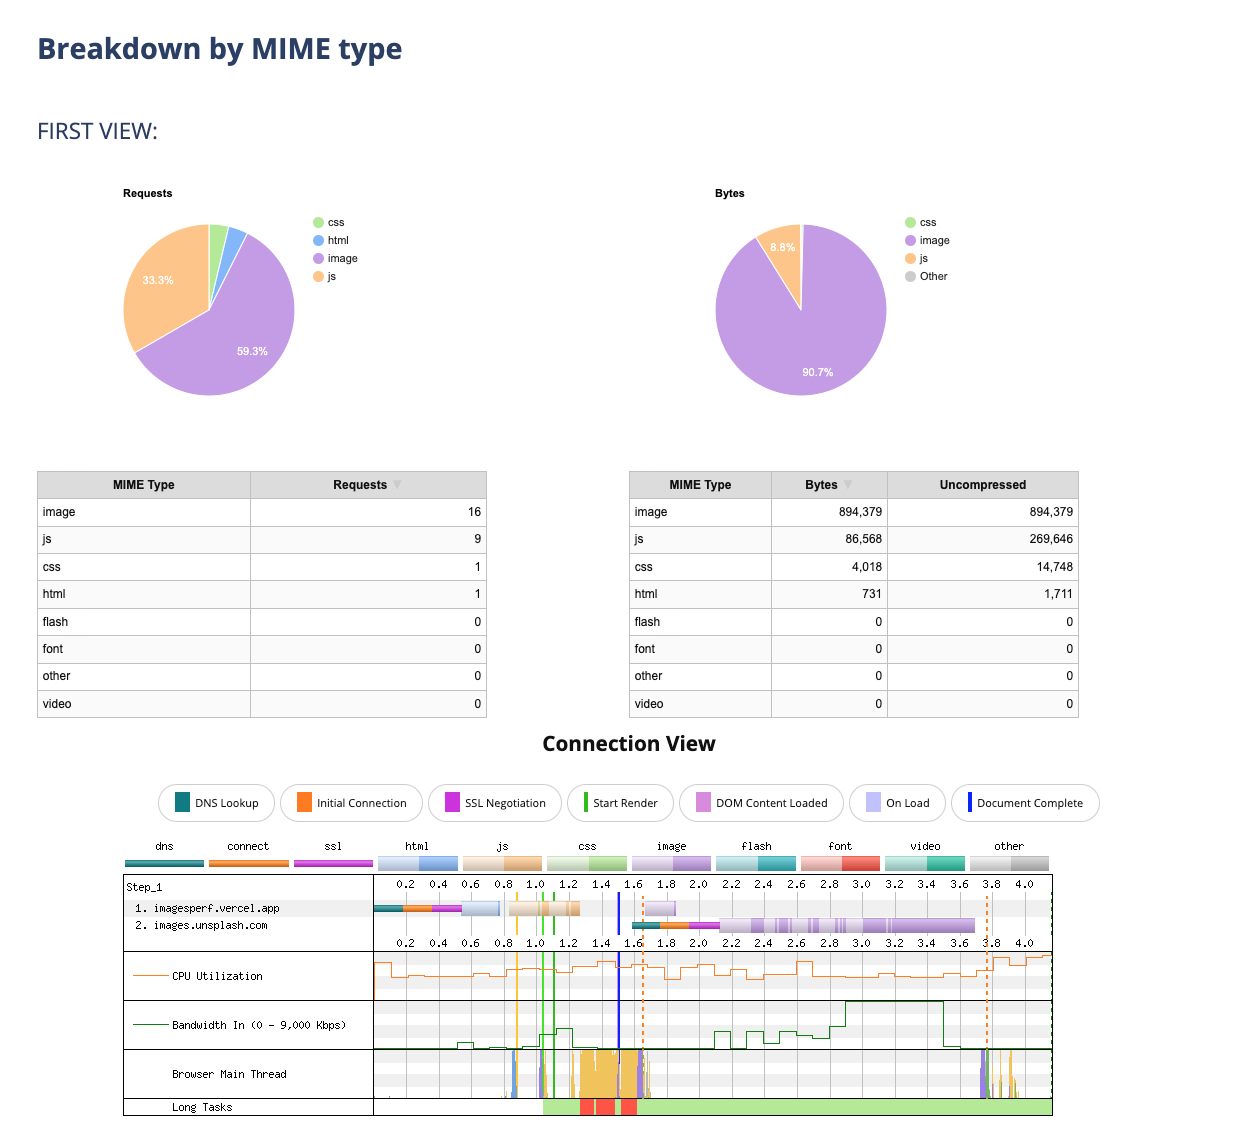 Breakdown by MIME type
FIRST VIEW:
Requests
css
html
image
js
33.3%
59.3%
Bytes
css
image
js
Other
8.8%
90.7%
MIME Type Requests
image 16
js 9
css 1
html 1
flash 0
font 0
other 0
video 0
MIME Type Bytes Uncompressed
image 894,379 894,379
js 86,568 269,646
css 4,018 14,748
html 731 1,711
flash 0 0
font 0 0
other 0 0
video 0 0
Connection View
DNS Lookup Initial Connection SSL Negotiation Start Render DOM Content Loaded On Load Document Complete
dns connect ssl html js css image flash font video other
Step_1 0.2 0.4 0.6 0.8 1.0 1.2 1.4 1.6 1.8 2.0 2.2 2.4 2.6 2.8 3.0 3.2 3.4 3.6 3.8 4.0
1. imagesperf.vercel.app
2. images.unsplash.com
0.2 0.4 0.6 0.8 1.0 1.2 1.4 1.6 1.8 2.0 2.2 2.4 2.6 2.8 3.0 3.2 3.4 3.6 3.8 4.0
CPU Utilization
Bandwidth In (0 - 9,000 Kbps)
Browser Main Thread
Long Tasks